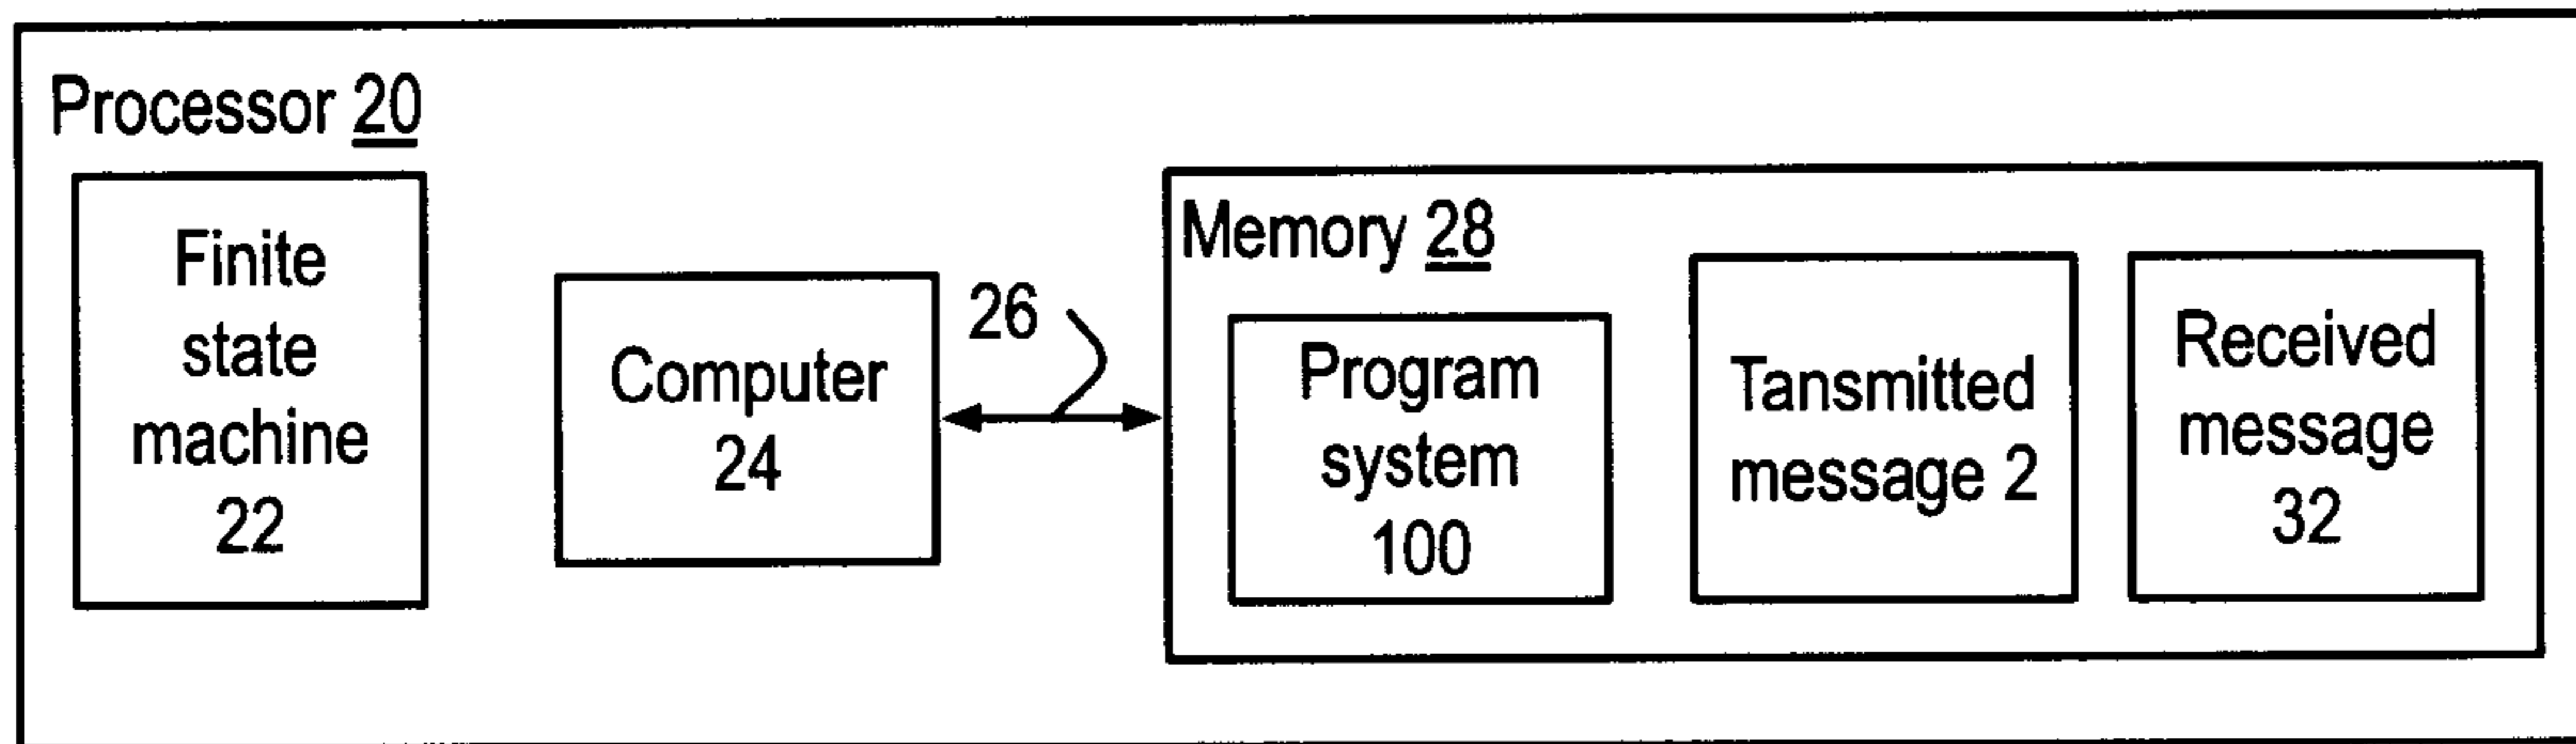 Processor 20
Finite
state
machine
22
Computer
24
26
Memory 28
Program
system
100
Tansmitted
message 2
Received
message
32